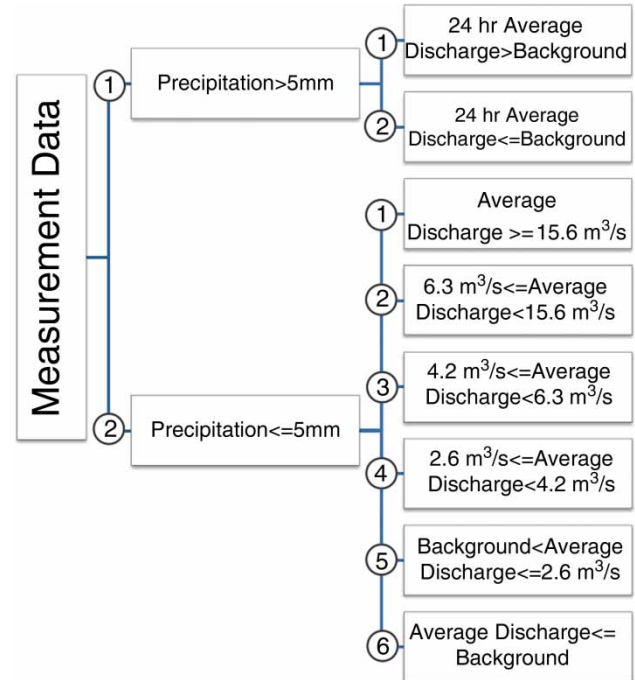 Measurement Data
1
Precipitation>5mm
1
24 hr Average
Discharge>Background
2
24 hr Average
Discharge<=Background
2
Precipitation<=5mm
1
Average
Discharge >= 15.6 m³/s
2
6.3 m³/s<=Average
Discharge<15.6 m³/s
3
4.2 m³/s<=Average
Discharge<6.3 m³/s
4
2.6 m³/s<=Average
Discharge<4.2 m³/s
5
Background<Average
Discharge<=2.6 m³/s
6
Average Discharge<=
Background